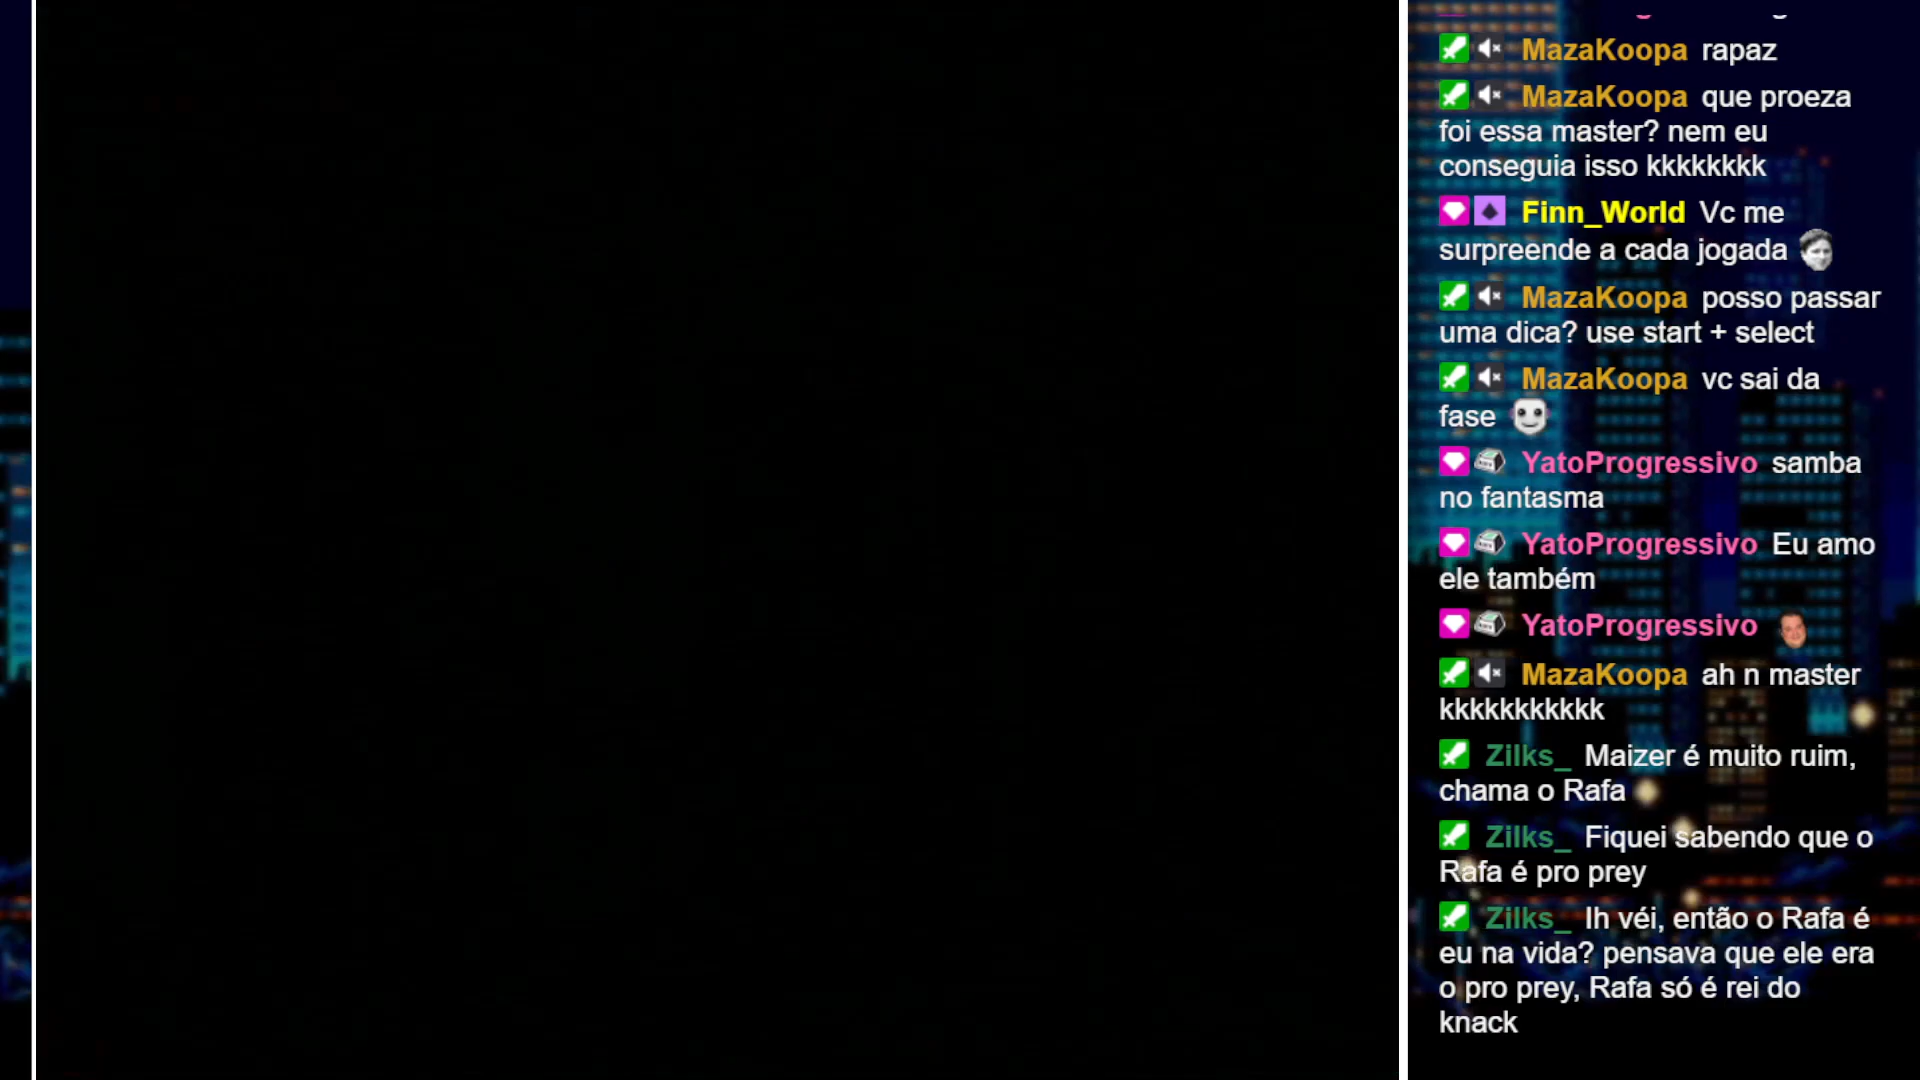 MazaKoopa rapaz
MazaKoopa que proeza
foi essa master? nem eu
conseguia isso kkkkkkkk
Finn_World Vc me
surpreende a cada jogada
MazaKoopa posso passar
uma dica? use start + select
MazaKoopa vc sai da
fase
YatoProgressivo samba
no fantasma
YatoProgressivo Eu amo
ele também
YatoProgressivo
MazaKoopa ah n master
kkkkkkkkkkk
Zilks_ Maizer é muito ruim,
chama o Rafa
Zilks_ Fiquei sabendo que o
Rafa é pro prey
Zilks_ Ih véi, então o Rafa é
eu na vida? pensava que ele era
o pro prey, Rafa só é rei do
knack